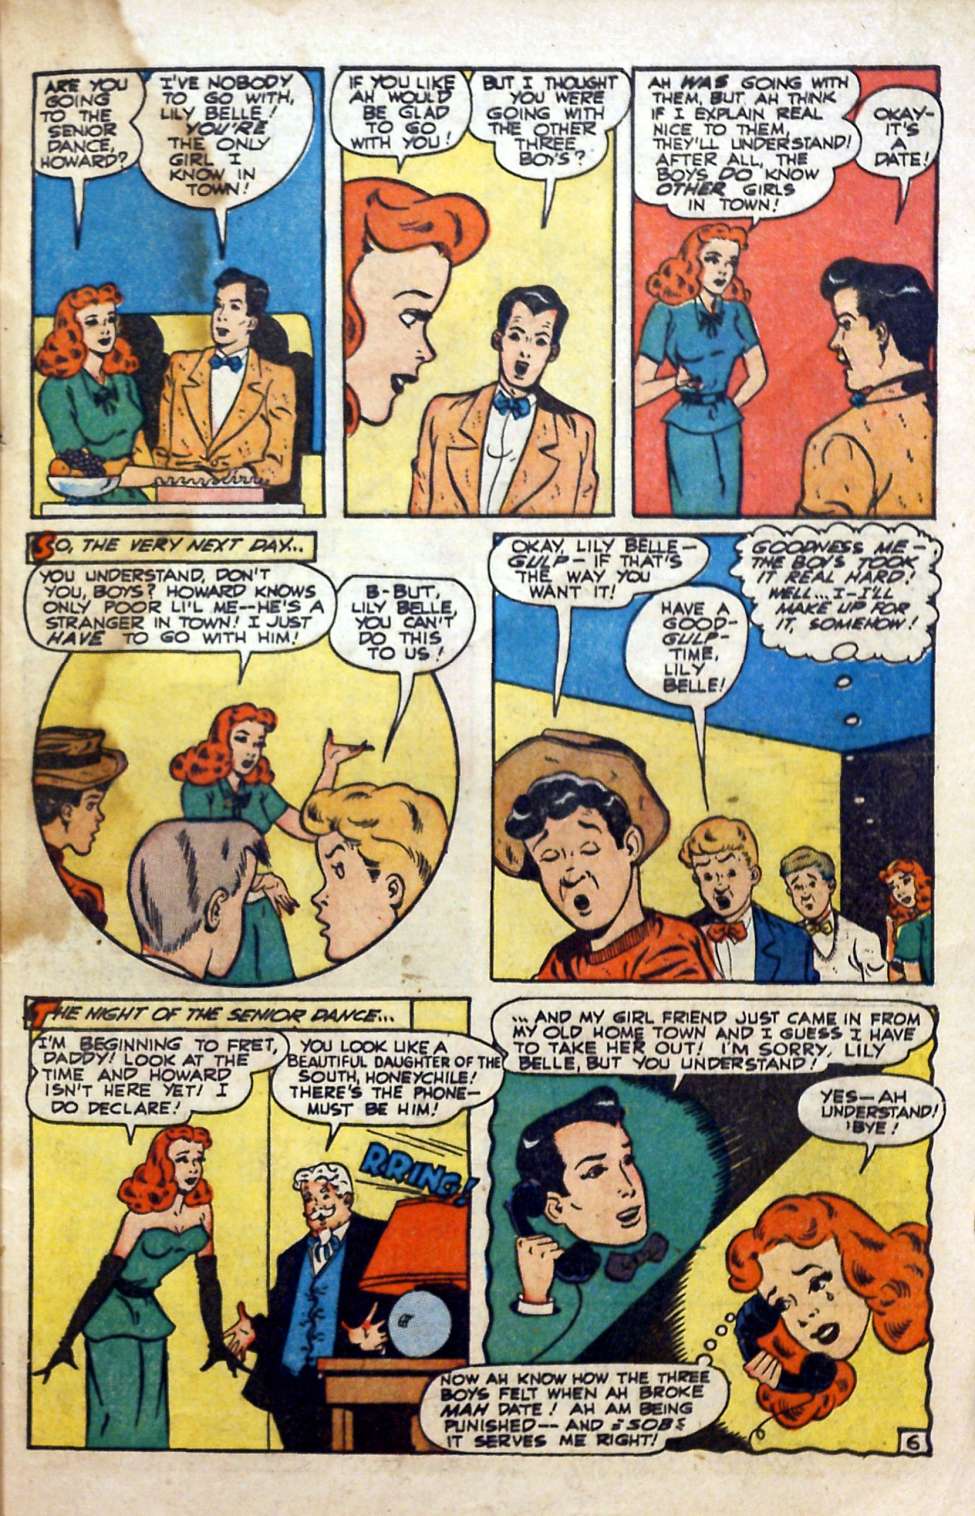 ARE YOU
GOING
TO THE
SENIOR
DANCE,
HOWARD?
I'VE NOBODY
TO GO WITH,
LILY BELLE!
YOU'RE
THE ONLY
GIRL I
KNOW IN
TOWN!
IF YOU LIKE
AH WOULD
BE GLAD
TO GO
WITH YOU!
BUT I THOUGHT
YOU WERE
GOING WITH
THE OTHER
THREE
BOYS?
AH WAS GOING WITH
THEM, BUT AH THINK
IF I EXPLAIN REAL
NICE TO THEM,
THEY'LL UNDERSTAND!
AFTER ALL, THE
BOYS DO KNOW
OTHER GIRLS
IN TOWN!
OKAY-
IT'S
A
DATE!
SO, THE VERY NEXT DAY...
YOU UNDERSTAND, DON'T
YOU, BOYS? HOWARD KNOWS
ONLY POOR LI'L ME--HE'S A
STRANGER IN TOWN! I JUST
HAVE TO GO WITH HIM!
B-BUT,
LILY BELLE,
YOU CAN'T
DO THIS
TO US!
OKAY, LILY BELLE-
GULP- IF THAT'S
THE WAY YOU
WANT IT!
HAVE A
GOOD-
GULP-
TIME,
LILY
BELLE!
GOODNESS ME-
THE BOYS TOOK
IT REAL HARD!
WELL... I-I'LL
MAKE UP FOR
IT, SOMEHOW!
THE NIGHT OF THE SENIOR DANCE...
I'M BEGINNING TO FRET,
DADDY! LOOK AT THE
TIME AND HOWARD
ISN'T HERE YET! I
DO DECLARE!
YOU LOOK LIKE A
BEAUTIFUL DAUGHTER OF THE
SOUTH, HONEYCHILE!
THERE'S THE PHONE-
MUST BE HIM!
R-R-RING!
...AND MY GIRL FRIEND JUST CAME IN FROM
MY OLD HOME TOWN AND I GUESS I HAVE
TO TAKE HER OUT! I'M SORRY, LILY
BELLE, BUT YOU UNDERSTAND!
YES-AH
UNDERSTAND!
'BYE!
NOW AH KNOW HOW THE THREE
BOYS FELT WHEN AH BROKE
MAH DATE! AH AM BEING
PUNISHED-- AND SOB
IT SERVES ME RIGHT!
6